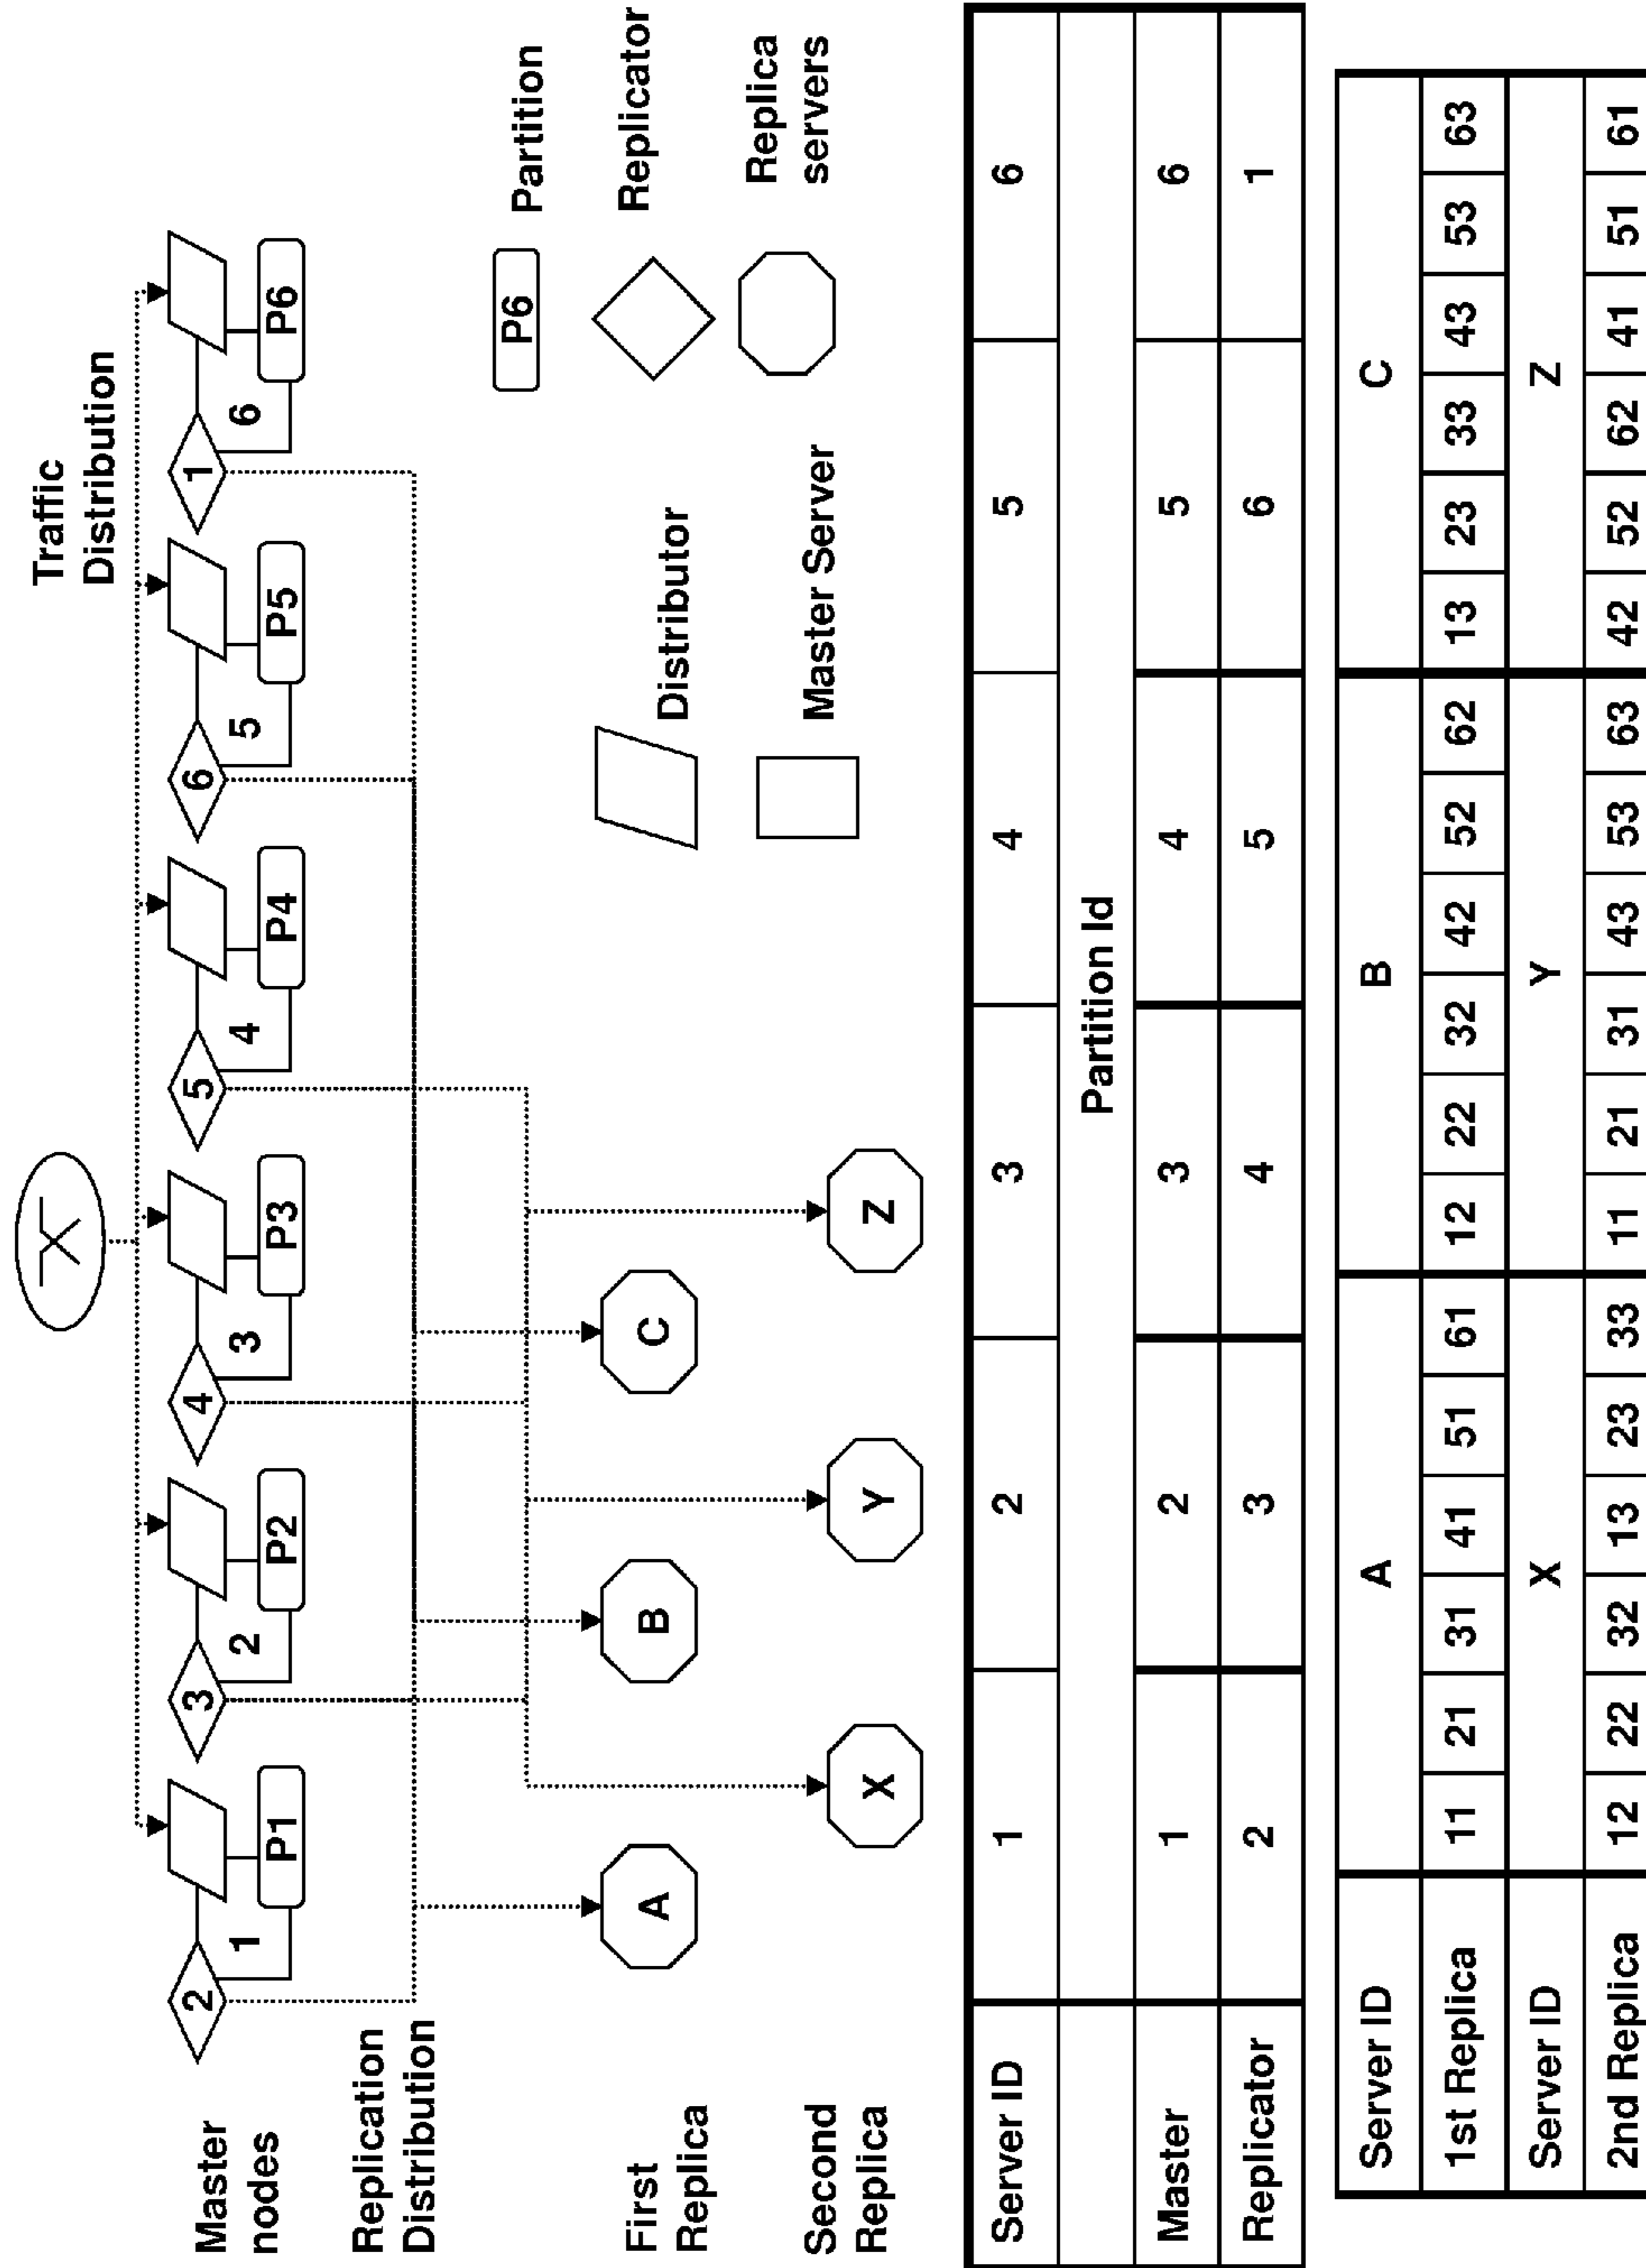 Traffic
Distribution
Master
nodes
2
1
P1
3
2
P2
4
3
P3
5
4
P4
6
5
P5
1
6
P6
Replication
Distribution
First
Replica
A
B
C
Second
Replica
X
Y
Z
P6
Partition
Distributor
Replicator
Master Server
Replica
servers
Server ID 1 2 3 4 5 6
Partition Id
Master 1 2 3 4 5 6
Replicator 2 3 4 5 6 1
Server ID A B C
1st Replica 11 21 31 41 51 61 12 22 32 42 52 62 13 23 33 43 53 63
Server ID X Y Z
2nd Replica 12 22 32 13 23 33 11 21 31 43 53 63 42 52 62 41 51 61